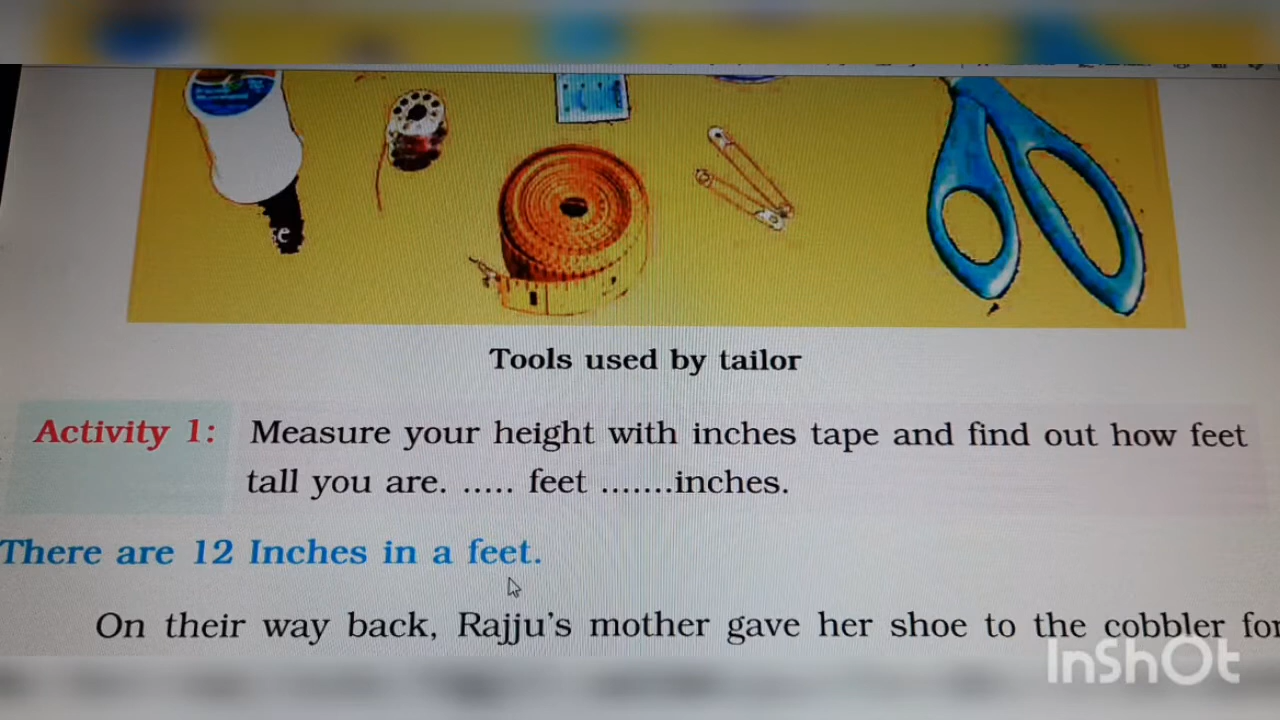 Tools used by tailor
Activity 1: Measure your height with inches tape and find out how feet
tall you are. ..... feet .......inches.
There are 12 Inches in a feet.
On their way back, Rajju's mother gave her shoe to the cobbler for
InShOt